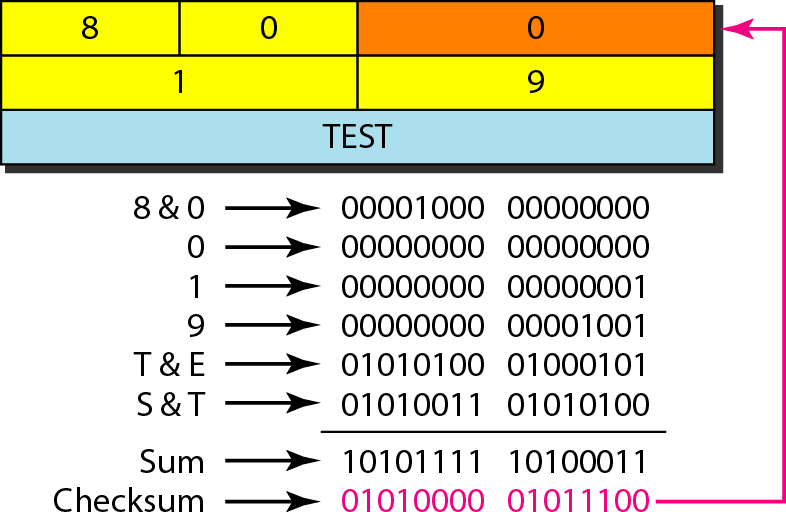 8 0 0
1 9
TEST
8 & 0 00001000 00000000
0 00000000 00000000
1 00000000 00000001
9 00000000 00001001
T & E 01010100 01000101
S & T 01010011 01010100
Sum 10101111 10100011
Checksum 01010000 01011100